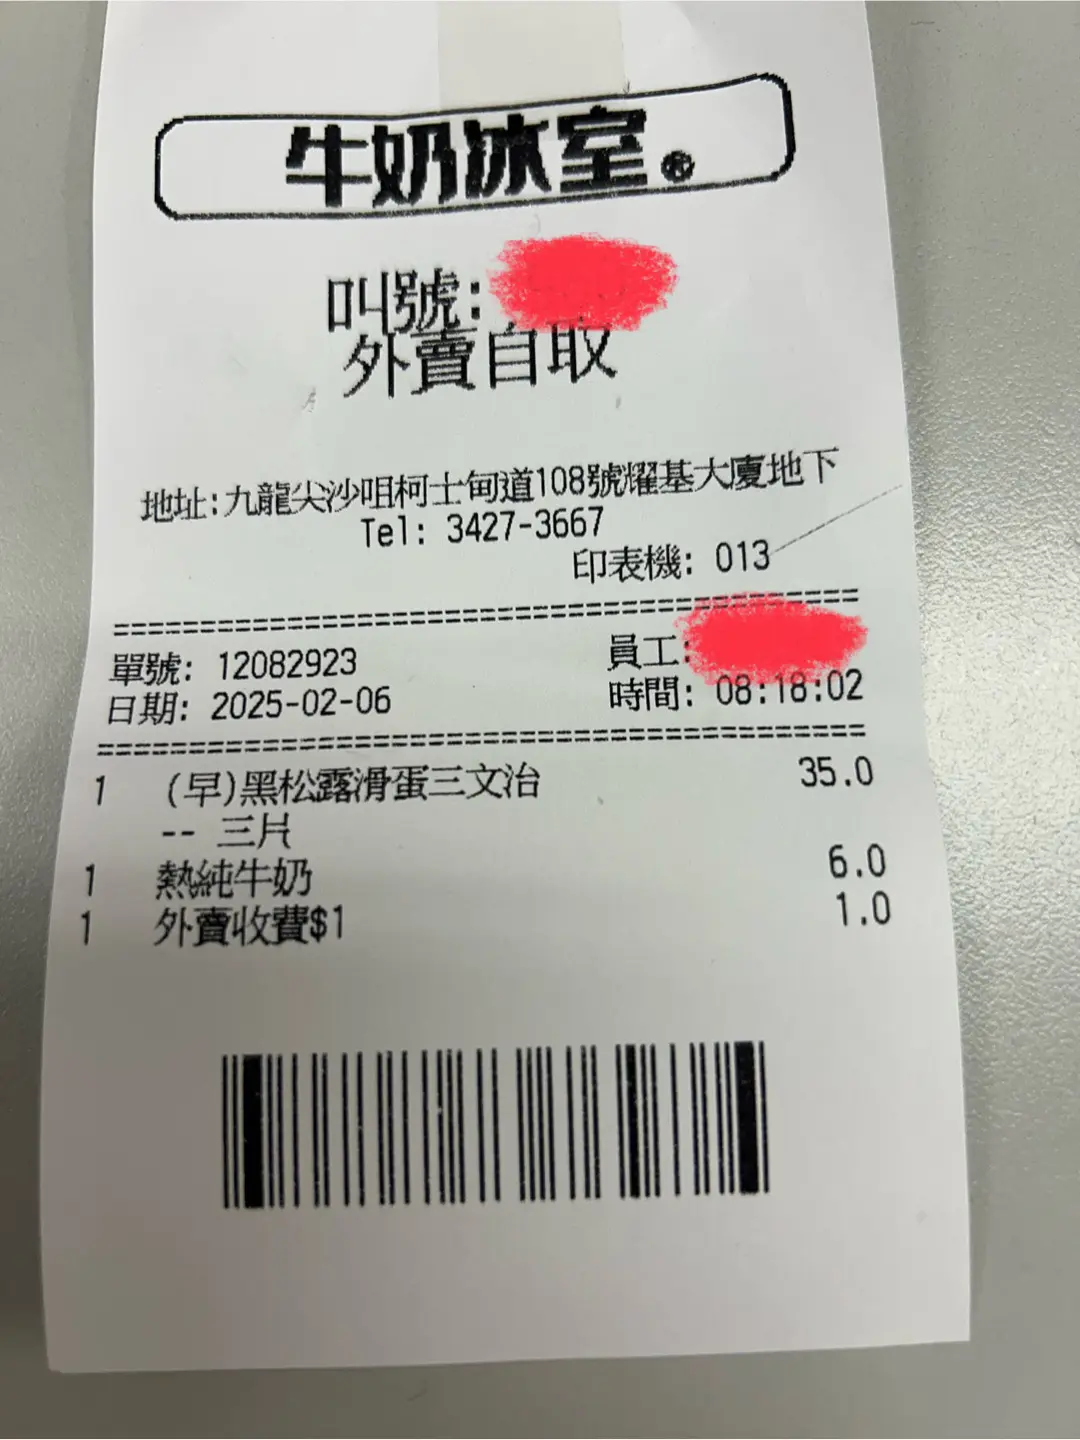 牛奶冰室®
叫號:
外賣自取
地址:九龍尖沙咀柯士甸道108號耀基大廈地下
Tel: 3427-3667
印表機: 013
單號: 12082923 員工:
日期: 2025-02-06 時間: 08:18:02
1 (早)黑松露滑蛋三文治 35.0
-- 三片
1 熱純牛奶 6.0
1 外賣收費$1 1.0